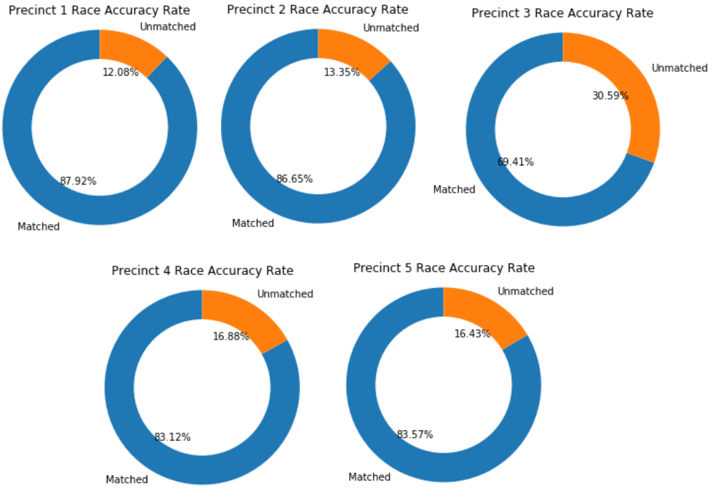 Precinct 1 Race Accuracy Rate
Unmatched
12.08%
87.92%
Matched
Precinct 2 Race Accuracy Rate
Unmatched
13.35%
86.65%
Matched
Precinct 3 Race Accuracy Rate
Unmatched
30.59%
69.41%
Matched
Precinct 4 Race Accuracy Rate
Unmatched
16.88%
83.12%
Matched
Precinct 5 Race Accuracy Rate
Unmatched
16.43%
83.57%
Matched